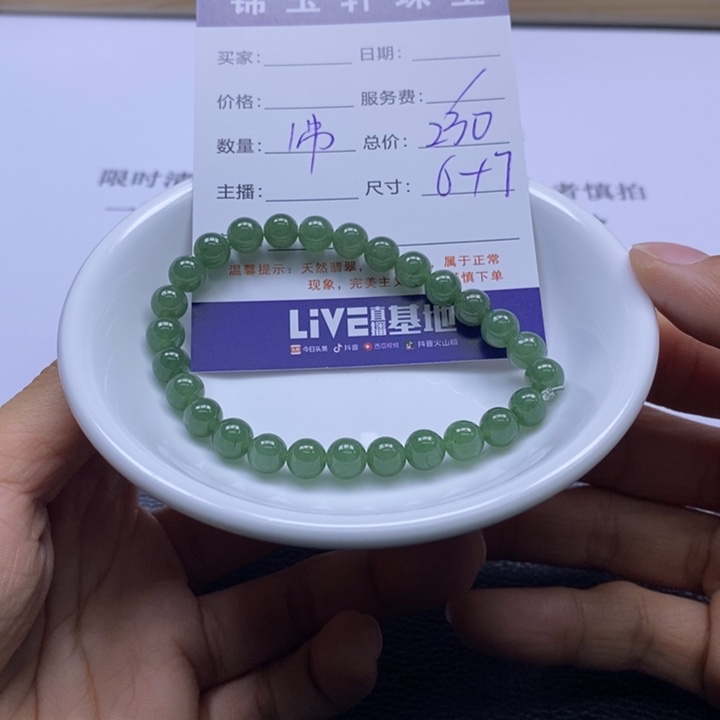 锦玉轩珠宝
买家: 日期:
价格: 服务费: /
数量: 1串 总价: 230
主播: 尺寸: 6+7
限时 者慎拍
温馨提示: 天然翡翠, 属于正常
现象, 完美主义 慎下单
LiVE直播基地
今日头条 抖音 西瓜视频 抖音火山版